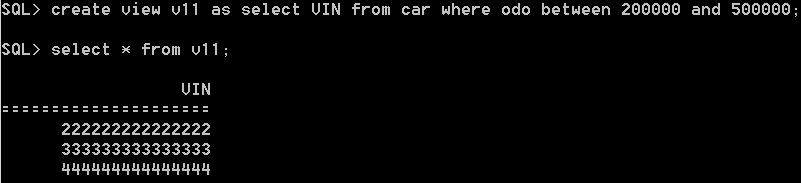 SQL> create view v11 as select VIN from car where odo between 200000 and 500000;
SQL> select * from v11;
VIN
=====================
222222222222222
333333333333333
444444444444444